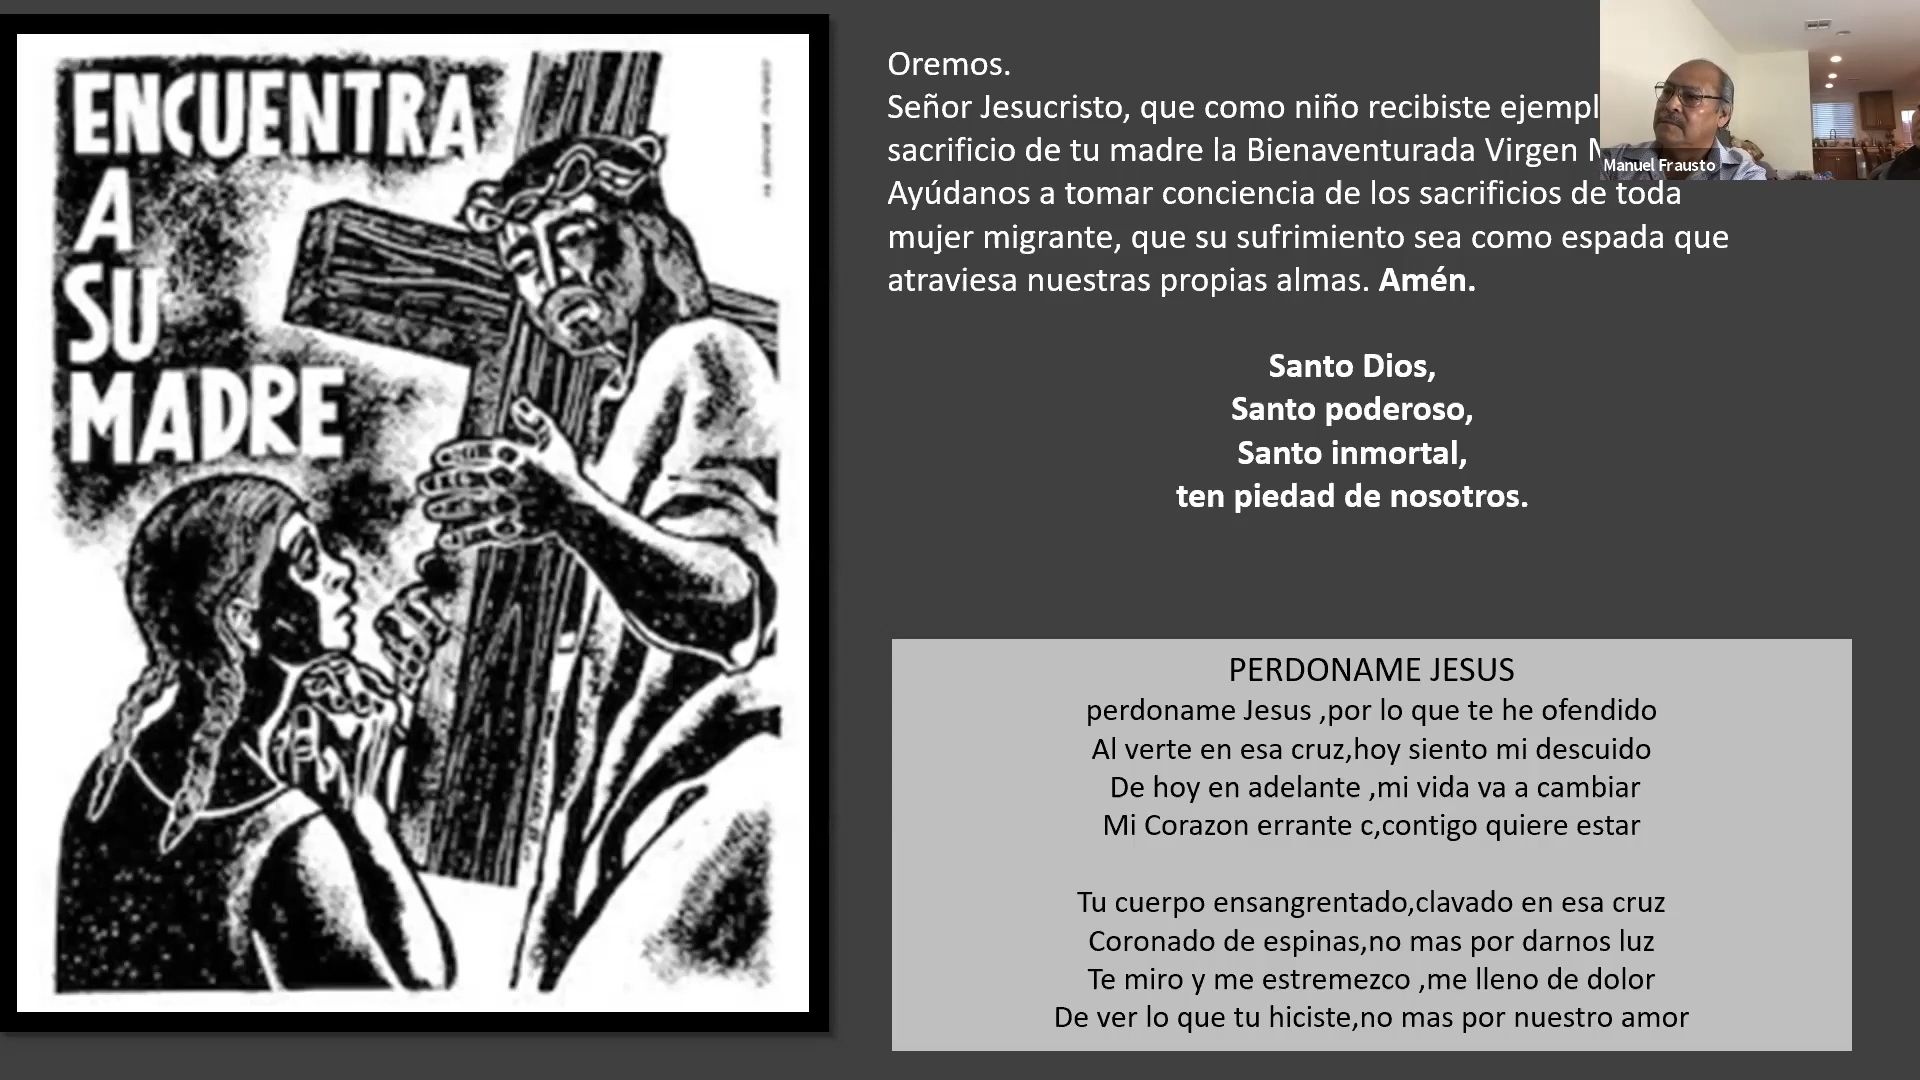 ENCUENTRA
A
SU
MADRE
Oremos.
Señor Jesucristo, que como niño recibiste
sacrificio de tu madre la Bienaventurada Virgen
Ayúdanos a tomar conciencia de los sacrificios de toda
mujer migrante, que su sufrimiento sea como espada que
atraviesa nuestras propias almas. Amén.
Santo Dios,
Santo poderoso,
Santo inmortal,
ten piedad de nosotros.
Manuel Frausto
PERDONAME JESUS
perdoname Jesus ,por lo que te he ofendido
Al verte en esa cruz,hoy siento mi descuido
De hoy en adelante ,mi vida va a cambiar
Mi Corazon errante c,contigo quiere estar
Tu cuerpo ensangrentado,clavado en esa cruz
Coronado de espinas,no mas por darnos luz
Te miro y me estremezco ,me lleno de dolor
De ver lo que tu hiciste,no mas por nuestro amor